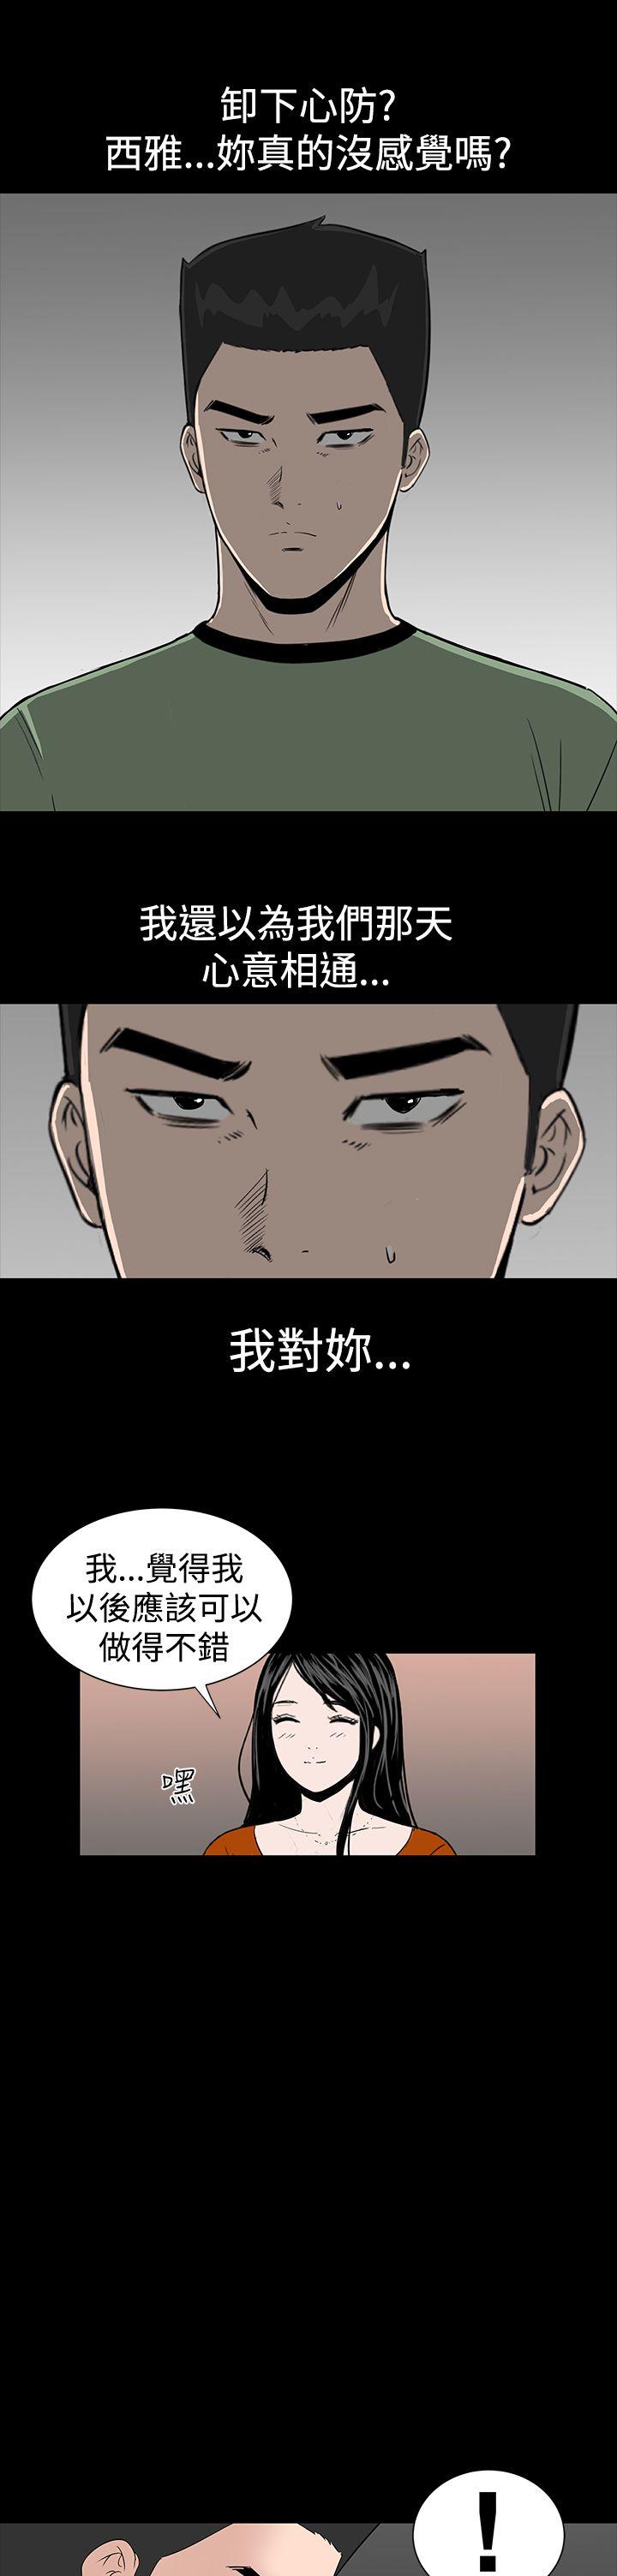 卸下心防?
西雅...妳真的沒感覺嗎?
我還以為我們那天
心意相通...
我對妳...
我...覺得我
以後應該可以
做得不錯
嘿
!